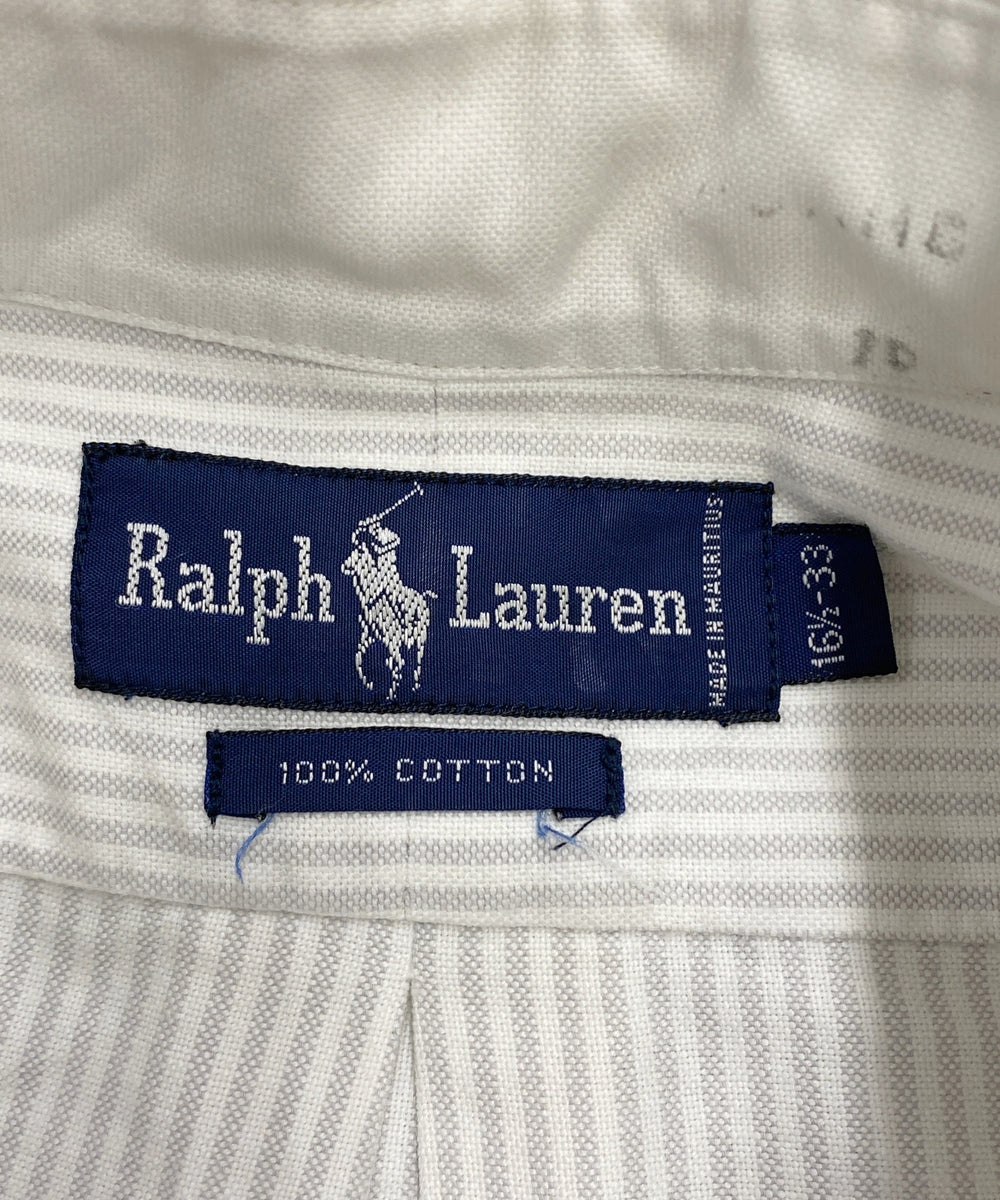 Ralph Lauren
MADE IN MAURITIUS
16½-33
100% COTTON